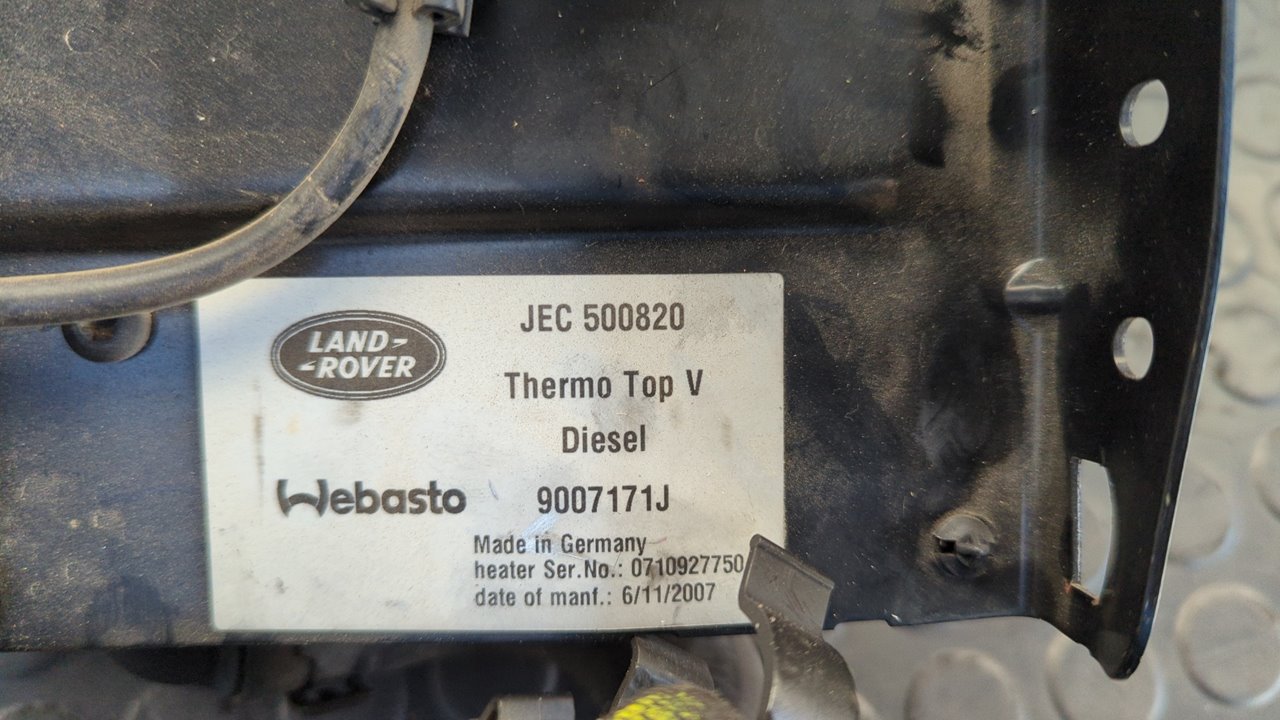 LAND-
-ROVER
JEC 500820
Thermo Top V
Diesel
Webasto
9007171J
Made in Germany
heater Ser.No.: 0710927750
date of manf.: 6/11/2007